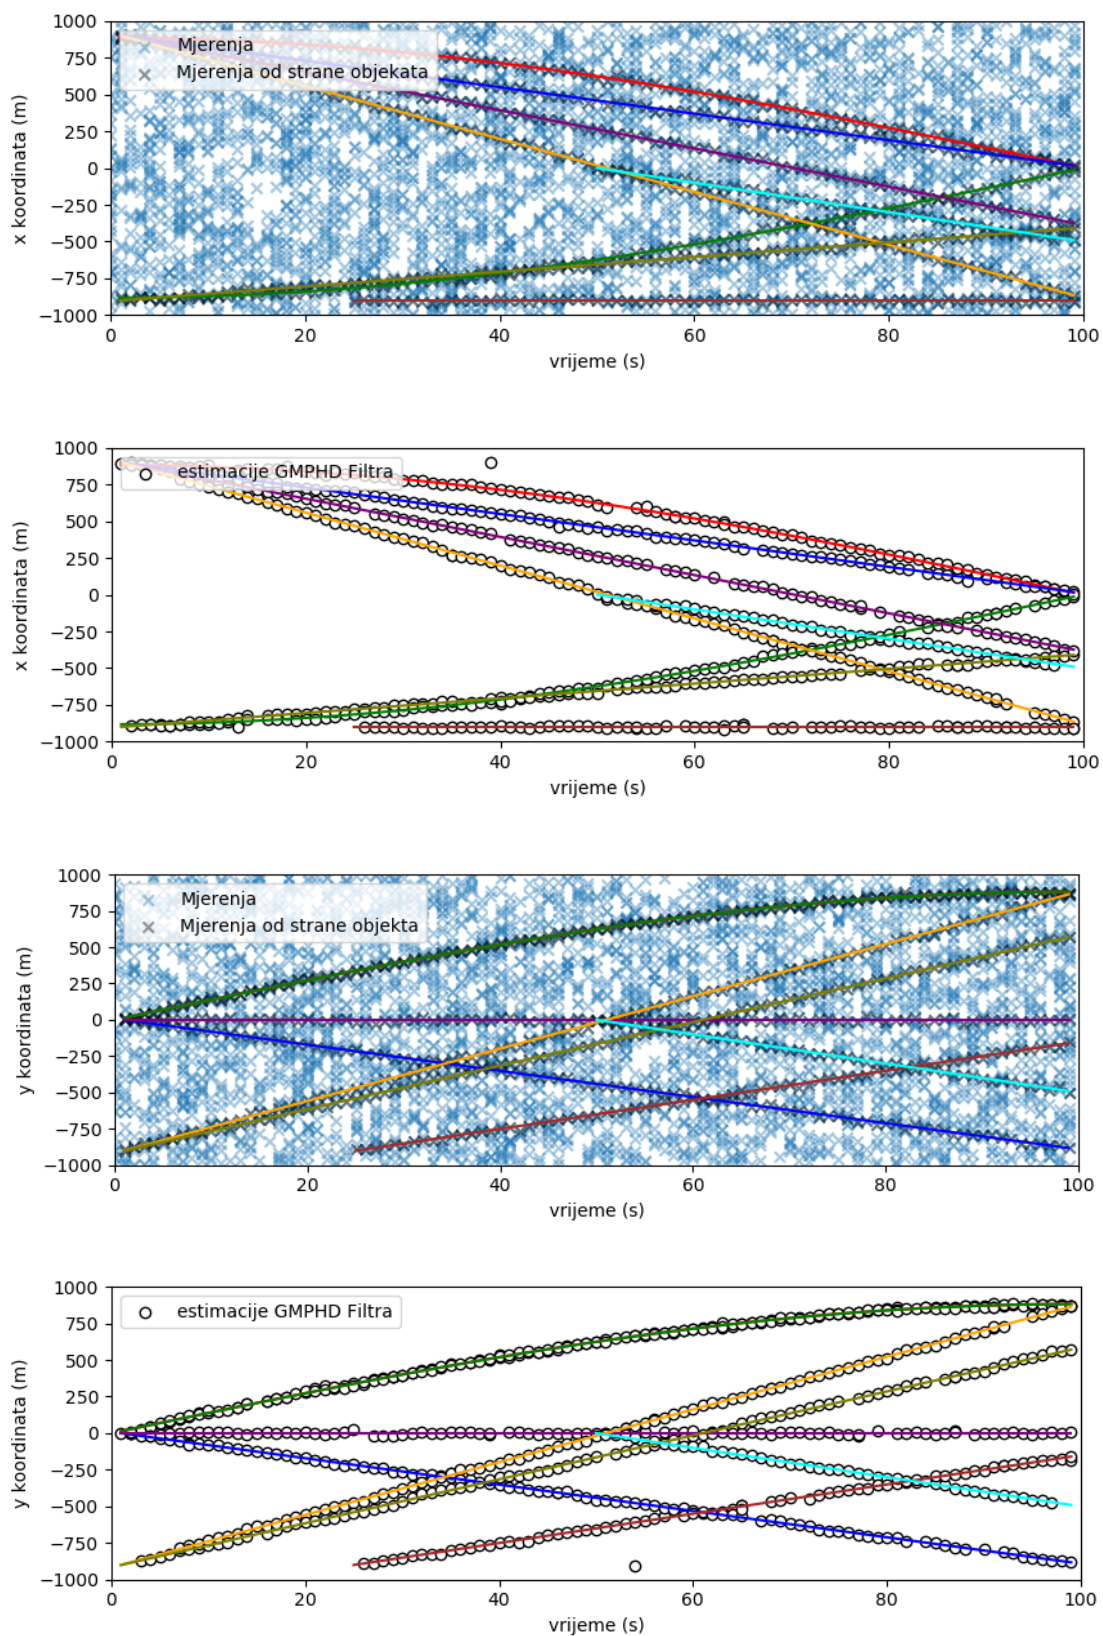 1000
750
500
250
0
−250
−500
−750
−1000
x koordinata (m)
Mjerenja
Mjerenja od strane objekata
0 20 40 60 80 100
vrijeme (s)
1000
750
500
250
0
−250
−500
−750
−1000
x koordinata (m)
estimacije GMPHD Filtra
0 20 40 60 80 100
vrijeme (s)
1000
750
500
250
0
−250
−500
−750
−1000
y koordinata (m)
Mjerenja
Mjerenja od strane objekta
0 20 40 60 80 100
vrijeme (s)
1000
750
500
250
0
−250
−500
−750
−1000
y koordinata (m)
estimacije GMPHD Filtra
0 20 40 60 80 100
vrijeme (s)